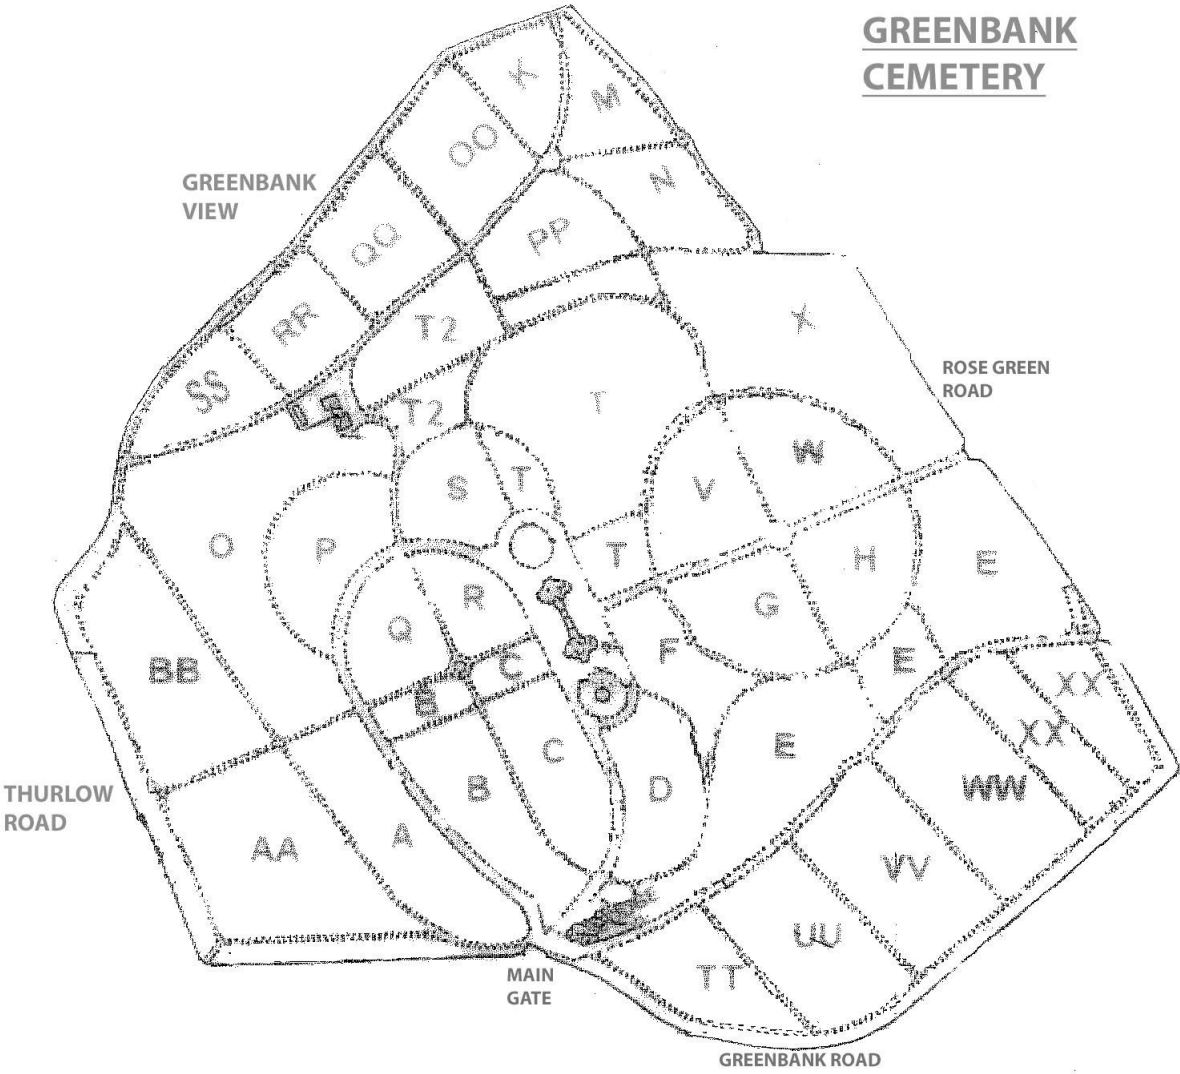 GREENBANK
CEMETERY
K
M
OO
N
GREENBANK
VIEW
QQ
PP
RR
T2
X
SS
T2
T
ROSE GREEN
ROAD
W
S
T
V
O
P
T
H
E
R
G
Q
F
E
BB
C
B
XX
XX
C
E
B
D
WW
THURLOW
ROAD
AA
A
VV
UU
TT
MAIN
GATE
GREENBANK ROAD